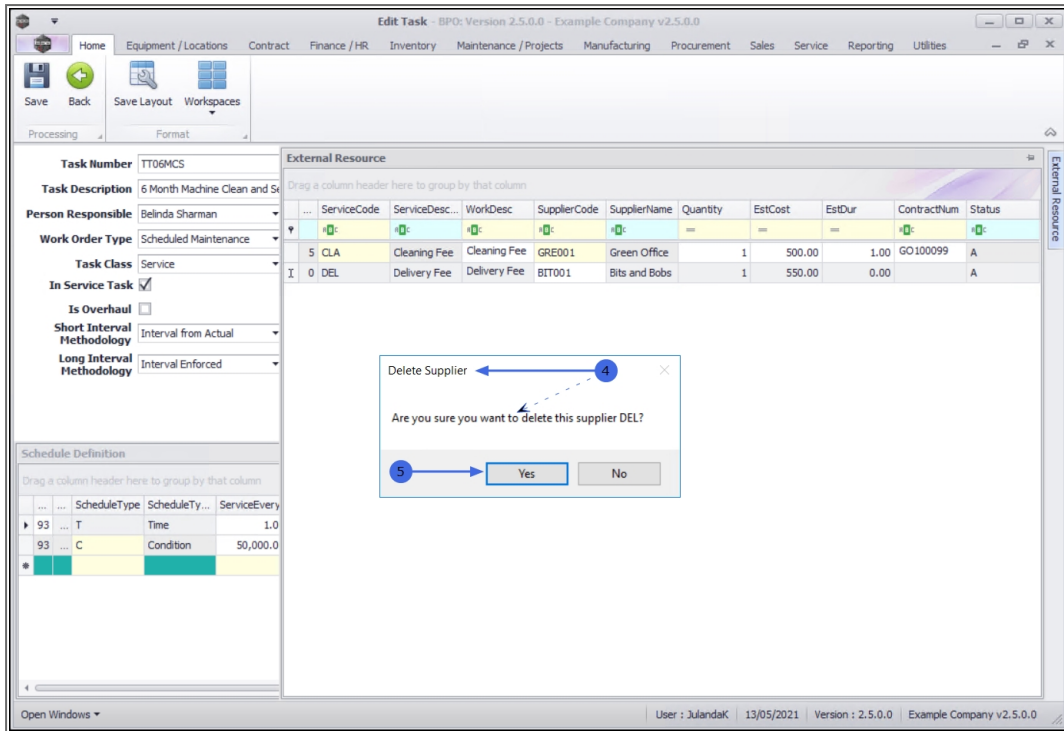 Edit Task - BPO: Version 2.5.0.0 - Example Company v2.5.0.0
Home Equipment / Locations Contract Finance / HR Inventory Maintenance / Projects Manufacturing Procurement Sales Service Reporting Utilities
Save Back Save Layout Workspaces
Processing Format
Task Number TT06MCS
Task Description 6 Month Machine Clean and Se
Person Responsible Belinda Sharman
Work Order Type Scheduled Maintenance
Task Class Service
In Service Task
Is Overhaul
Short Interval Methodology Interval from Actual
Long Interval Methodology Interval Enforced
External Resource
Drag a column header here to group by that column
... ServiceCode ServiceDesc... WorkDesc SupplierCode SupplierName Quantity EstCost EstDur ContractNum Status
5 CLA Cleaning Fee Cleaning Fee GRE001 Green Office 1 500.00 1.00 GO100099 A
0 DEL Delivery Fee Delivery Fee BIT001 Bits and Bobs 1 550.00 0.00 A
External Resource
Delete Supplier 4
Are you sure you want to delete this supplier DEL?
5 Yes No
Schedule Definition
Drag a column header here to group by that column
... ... ScheduleType ScheduleTy... ServiceEvery
93 ... T Time 1.0
93 ... C Condition 50,000.0
Open Windows User : JulandaK 13/05/2021 Version : 2.5.0.0 Example Company v2.5.0.0